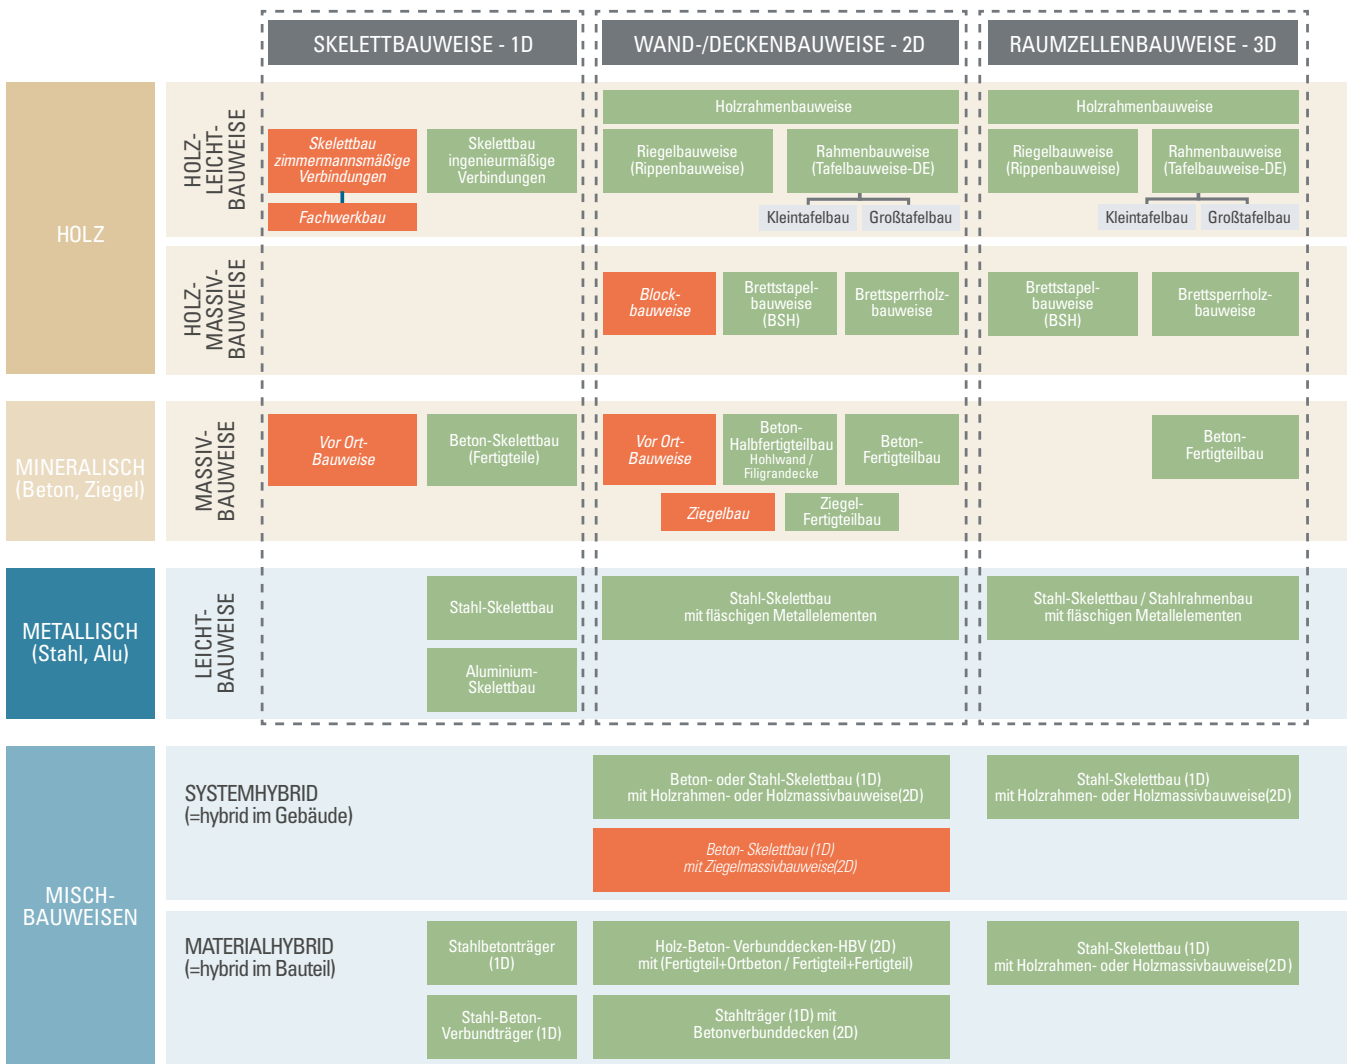 SKELETTBAUWEISE - 1D
WAND-/DECKENBAUWEISE - 2D
RAUMZELLENBAUWEISE - 3D
HOLZ
HOLZ-
LEICHT-
BAUWEISE
Skelettbau
zimmermannsmäßige
Verbindungen
Fachwerkbau
Skelettbau
ingenieurmäßige
Verbindungen
Holzrahmenbauweise
Riegelbauweise
(Rippenbauweise)
Rahmenbauweise
(Tafelbauweise-DE)
Kleintafelbau
Großtafelbau
Holzrahmenbauweise
Riegelbauweise
(Rippenbauweise)
Rahmenbauweise
(Tafelbauweise-DE)
Kleintafelbau
Großtafelbau
HOLZ-
MASSIV-
BAUWEISE
Block-
bauweise
Brettstapel-
bauweise
(BSH)
Brettsperrholz-
bauweise
Brettstapel-
bauweise
(BSH)
Brettsperrholz-
bauweise
MINERALISCH
(Beton, Ziegel)
MASSIV-
BAUWEISE
Vor Ort-
Bauweise
Beton-Skelettbau
(Fertigteile)
Vor Ort-
Bauweise
Beton-
Halbfertigteilbau
Hohlwand /
Filigrandecke
Beton-
Fertigteilbau
Ziegelbau
Ziegel-
Fertigteilbau
Beton-
Fertigteilbau
METALLISCH
(Stahl, Alu)
LEICHT-
BAUWEISE
Stahl-Skelettbau
Aluminium-
Skelettbau
Stahl-Skelettbau
mit fläschigen Metallelementen
Stahl-Skelettbau / Stahlrahmenbau
mit fläschigen Metallelementen
MISCH-
BAUWEISEN
SYSTEMHYBRID
(=hybrid im Gebäude)
Beton- oder Stahl-Skelettbau (1D)
mit Holzrahmen- oder Holzmassivbauweise(2D)
Beton- Skelettbau (1D)
mit Ziegelmassivbauweise(2D)
Stahl-Skelettbau (1D)
mit Holzrahmen- oder Holzmassivbauweise(2D)
MATERIALHYBRID
(=hybrid im Bauteil)
Stahlbetonträger
(1D)
Stahl-Beton-
Verbundträger (1D)
Holz-Beton- Verbunddecken-HBV (2D)
mit (Fertigteil+Ortbeton / Fertigteil+Fertigteil)
Stahlträger (1D) mit
Betonverbunddecken (2D)
Stahl-Skelettbau (1D)
mit Holzrahmen- oder Holzmassivbauweise(2D)